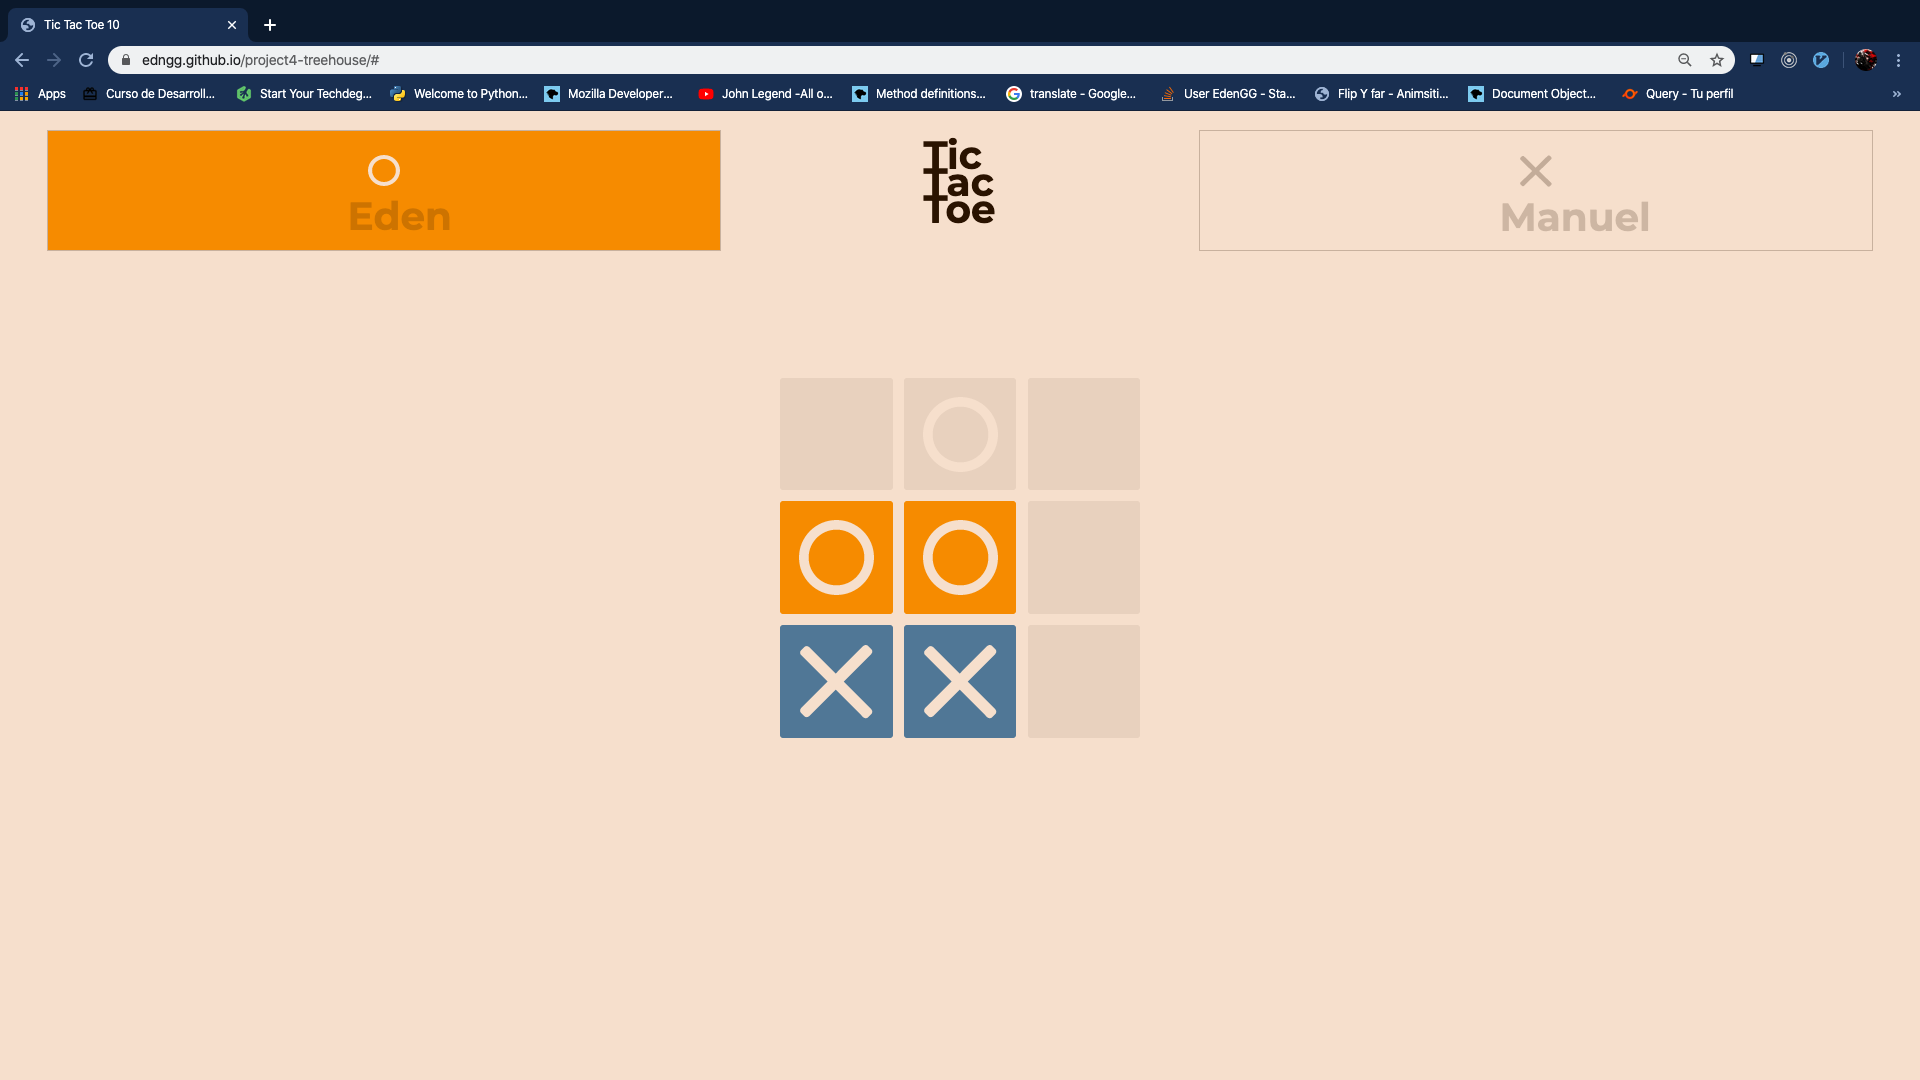 Tic Tac Toe 10
edngg.github.io/project4-treehouse/#
Apps
Curso de Desarroll...
Start Your Techdeg...
Welcome to Python...
Mozilla Developer...
John Legend -All o...
Method definitions...
translate - Google...
User EdenGG - Sta...
Flip Y far - Animsiti...
Document Object...
Query - Tu perfil
»
Eden
Tic
Tac
Toe
Manuel